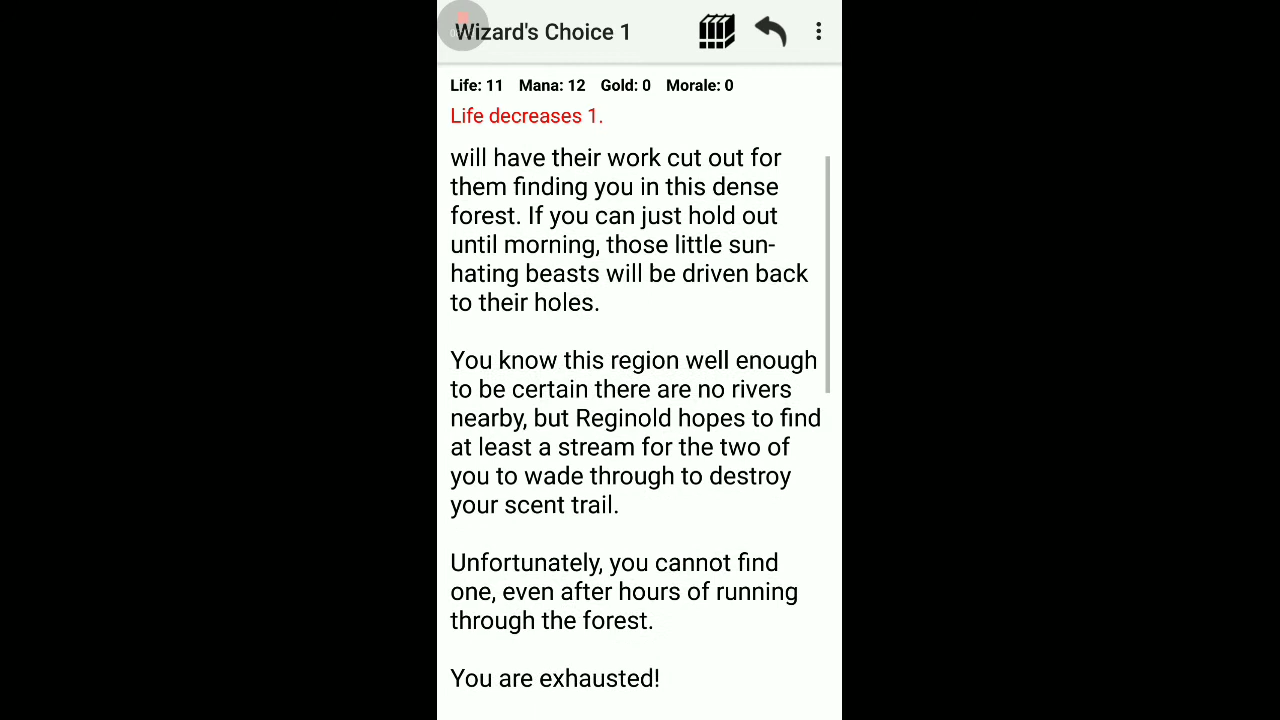 Wizard's Choice 1
Life: 11 Mana: 12 Gold: 0 Morale: 0
Life decreases 1.
will have their work cut out for
them finding you in this dense
forest. If you can just hold out
until morning, those little sun-
hating beasts will be driven back
to their holes.
You know this region well enough
to be certain there are no rivers
nearby, but Reginold hopes to find
at least a stream for the two of
you to wade through to destroy
your scent trail.
Unfortunately, you cannot find
one, even after hours of running
through the forest.
You are exhausted!